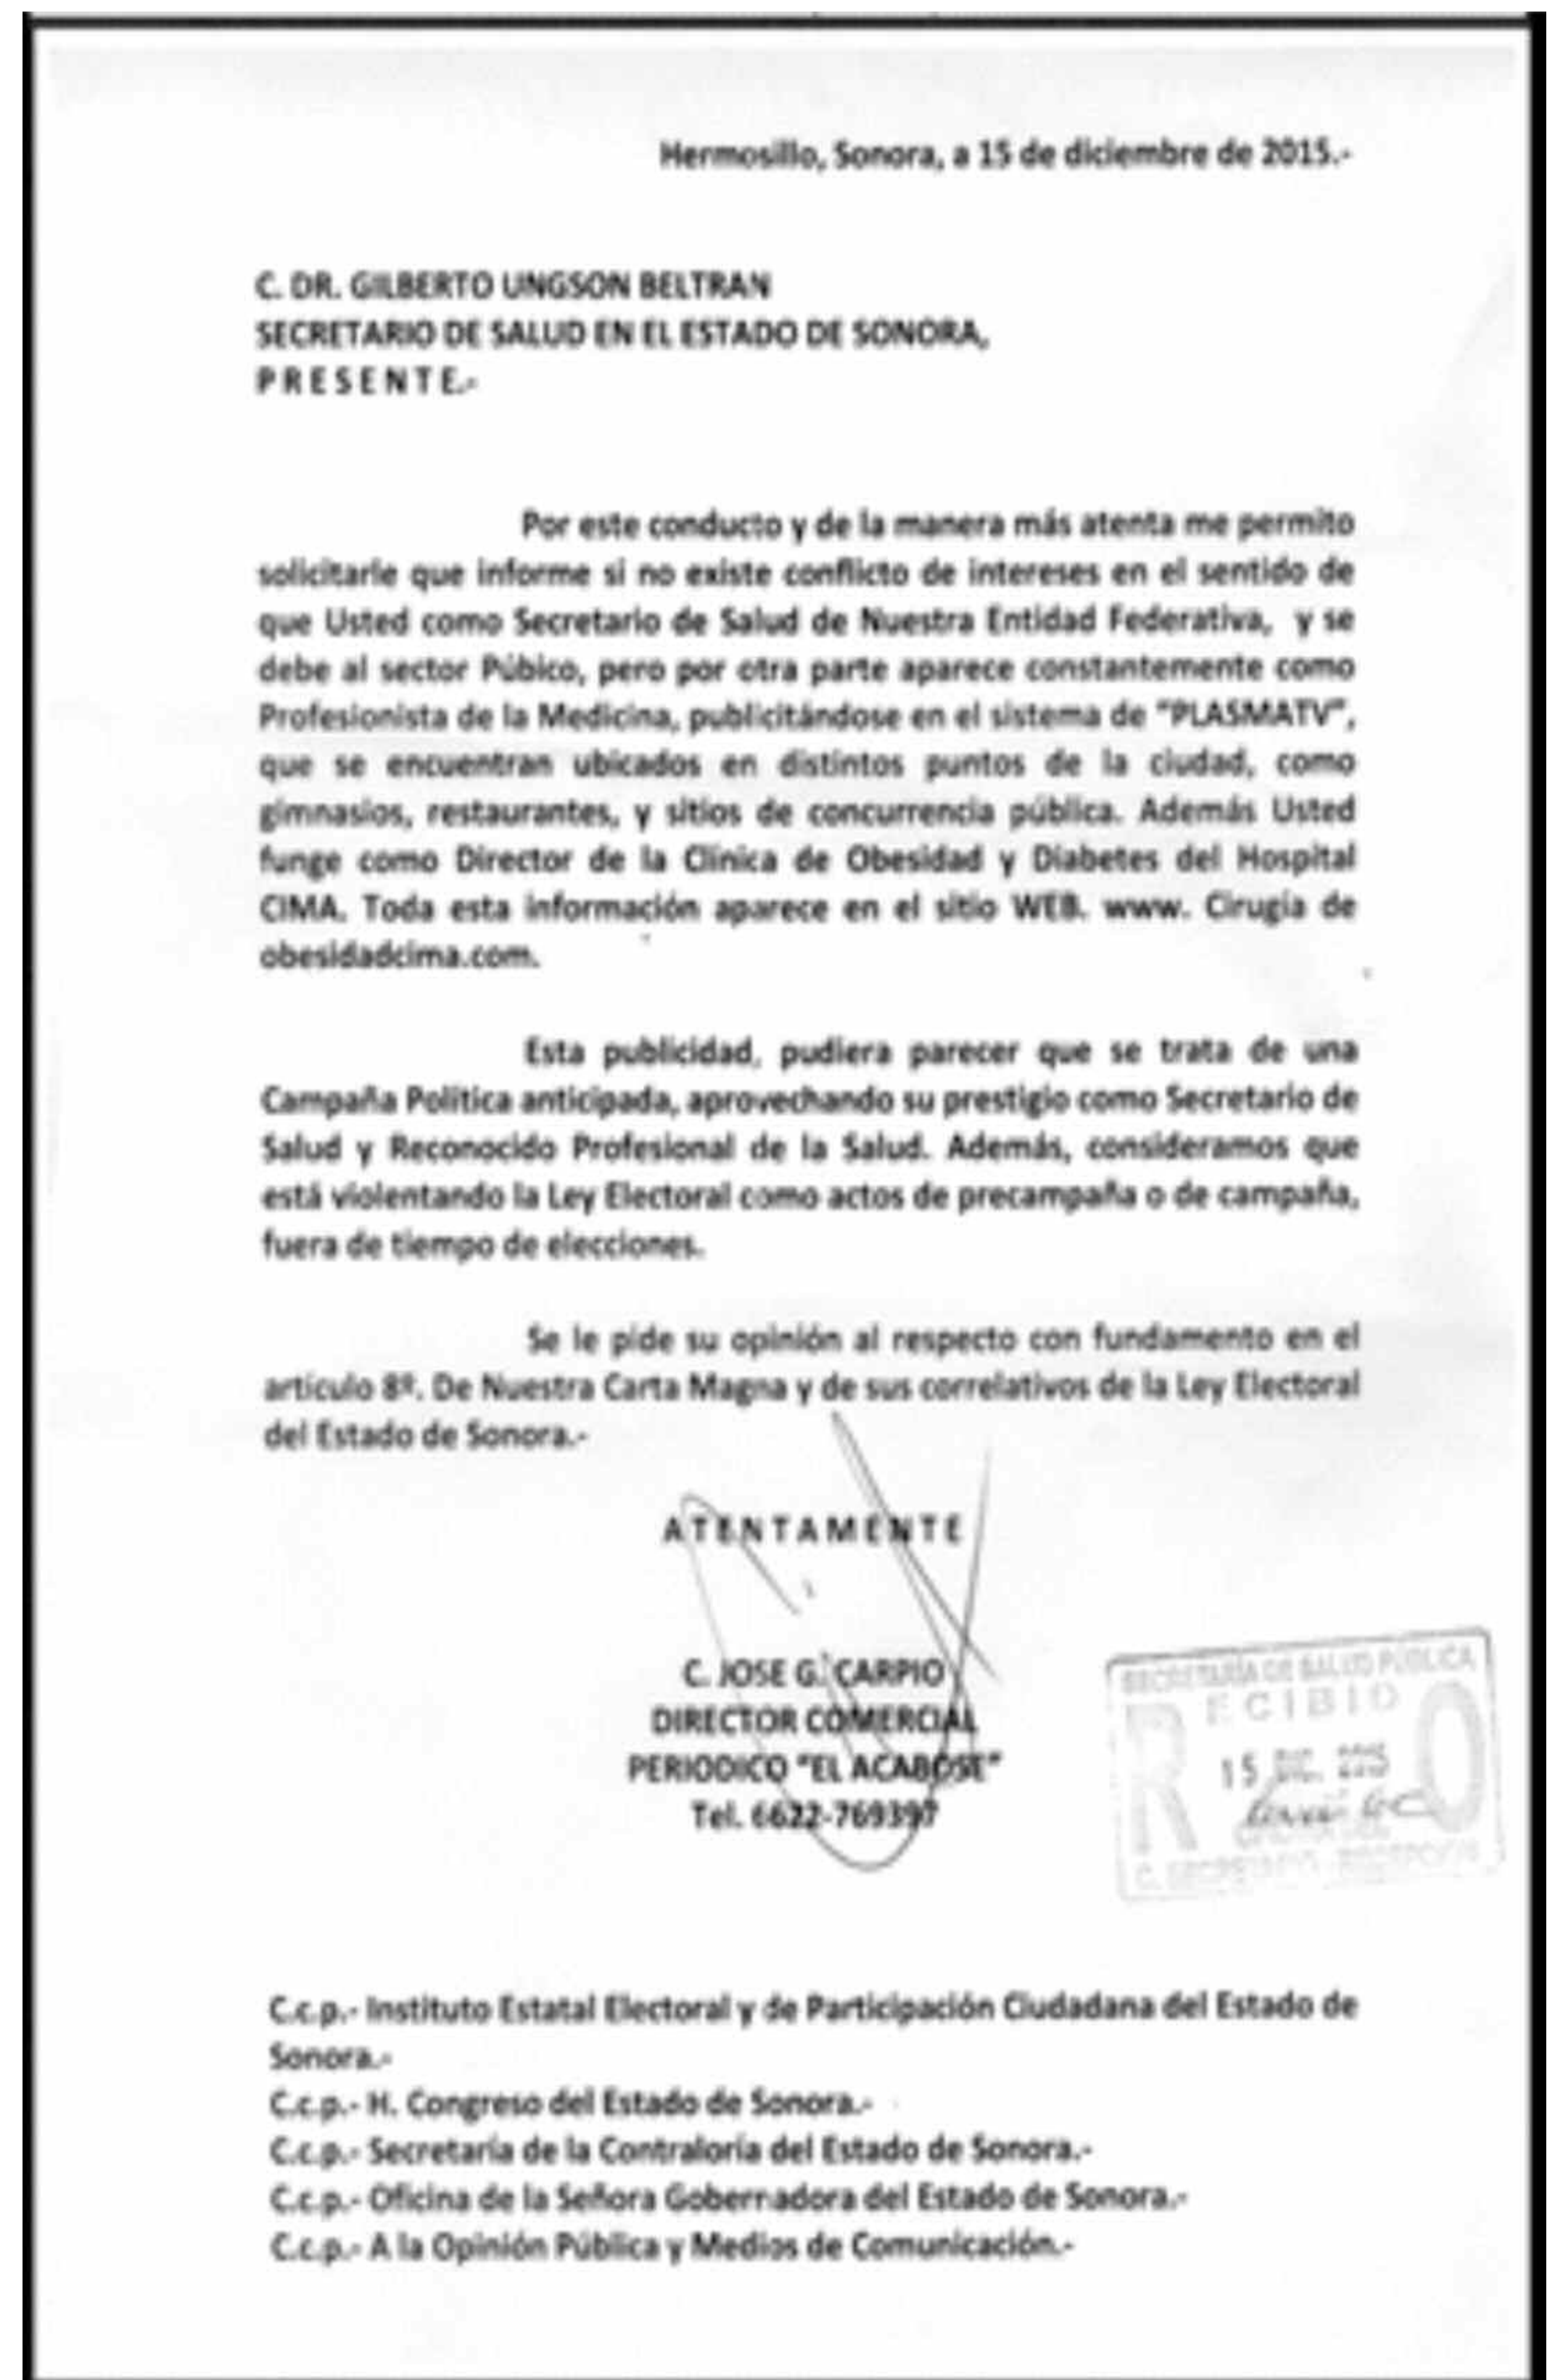 Hermosillo, Sonora, a 15 de diciembre de 2015.-
C. DR. GILBERTO UNGSON BELTRAN
SECRETARIO DE SALUD EN EL ESTADO DE SONORA,
P R E S E N T E.-
Por este conducto y de la manera más atenta me permito
solicitarle que informe si no existe conflicto de intereses en el sentido de
que Usted como Secretario de Salud de Nuestra Entidad Federativa, y se
debe al sector Púbico, pero por otra parte aparece constantemente como
Profesionista de la Medicina, publicitándose en el sistema de "PLASMATV",
que se encuentran ubicados en distintos puntos de la ciudad, como
gimnasios, restaurantes, y sitios de concurrencia pública. Además Usted
funge como Director de la Clínica de Obesidad y Diabetes del Hospital
CIMA. Toda esta información aparece en el sitio WEB. www. Cirugía de
obesidadcima.com.
Esta publicidad, pudiera parecer que se trata de una
Campaña Política anticipada, aprovechando su prestigio como Secretario de
Salud y Reconocido Profesional de la Salud. Además, consideramos que
está violentando la Ley Electoral como actos de precampaña o de campaña,
fuera de tiempo de elecciones.
Se le pide su opinión al respecto con fundamento en el
artículo 8º. De Nuestra Carta Magna y de sus correlativos de la Ley Electoral
del Estado de Sonora.-
A T E N T A M E N T E
C. JOSE G. CARPIO
DIRECTOR COMERCIAL
PERIODICO "EL ACABOSE"
Tel. 6622-769397
SECRETARÍA DE SALUD PÚBLICA
RECIBIO
15 DIC. 2015
C.c.p.- Instituto Estatal Electoral y de Participación Ciudadana del Estado de
Sonora.-
C.c.p.- H. Congreso del Estado de Sonora.-
C.c.p.- Secretaría de la Contraloría del Estado de Sonora.-
C.c.p.- Oficina de la Señora Gobernadora del Estado de Sonora.-
C.c.p.- A la Opinión Pública y Medios de Comunicación.-